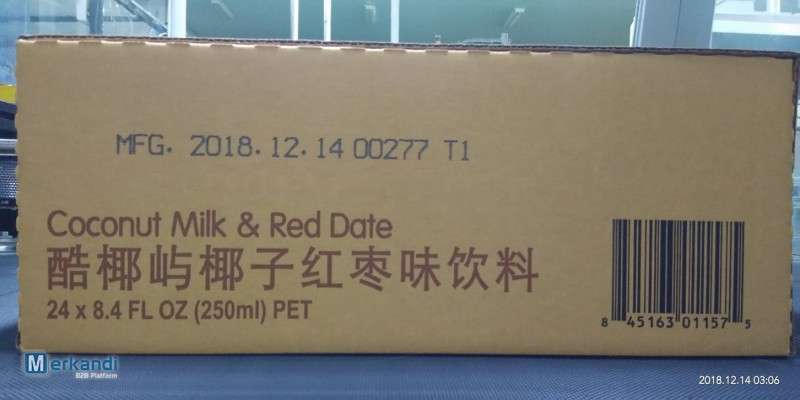 MFG. 2018.12.14 00277 T1
Coconut Milk & Red Date
酷椰屿椰子红枣味饮料
24 x 8.4 FL OZ (250ml) PET
8 45163 01157 5
Merkandi
B2B Platform
2018.12.14 03:06